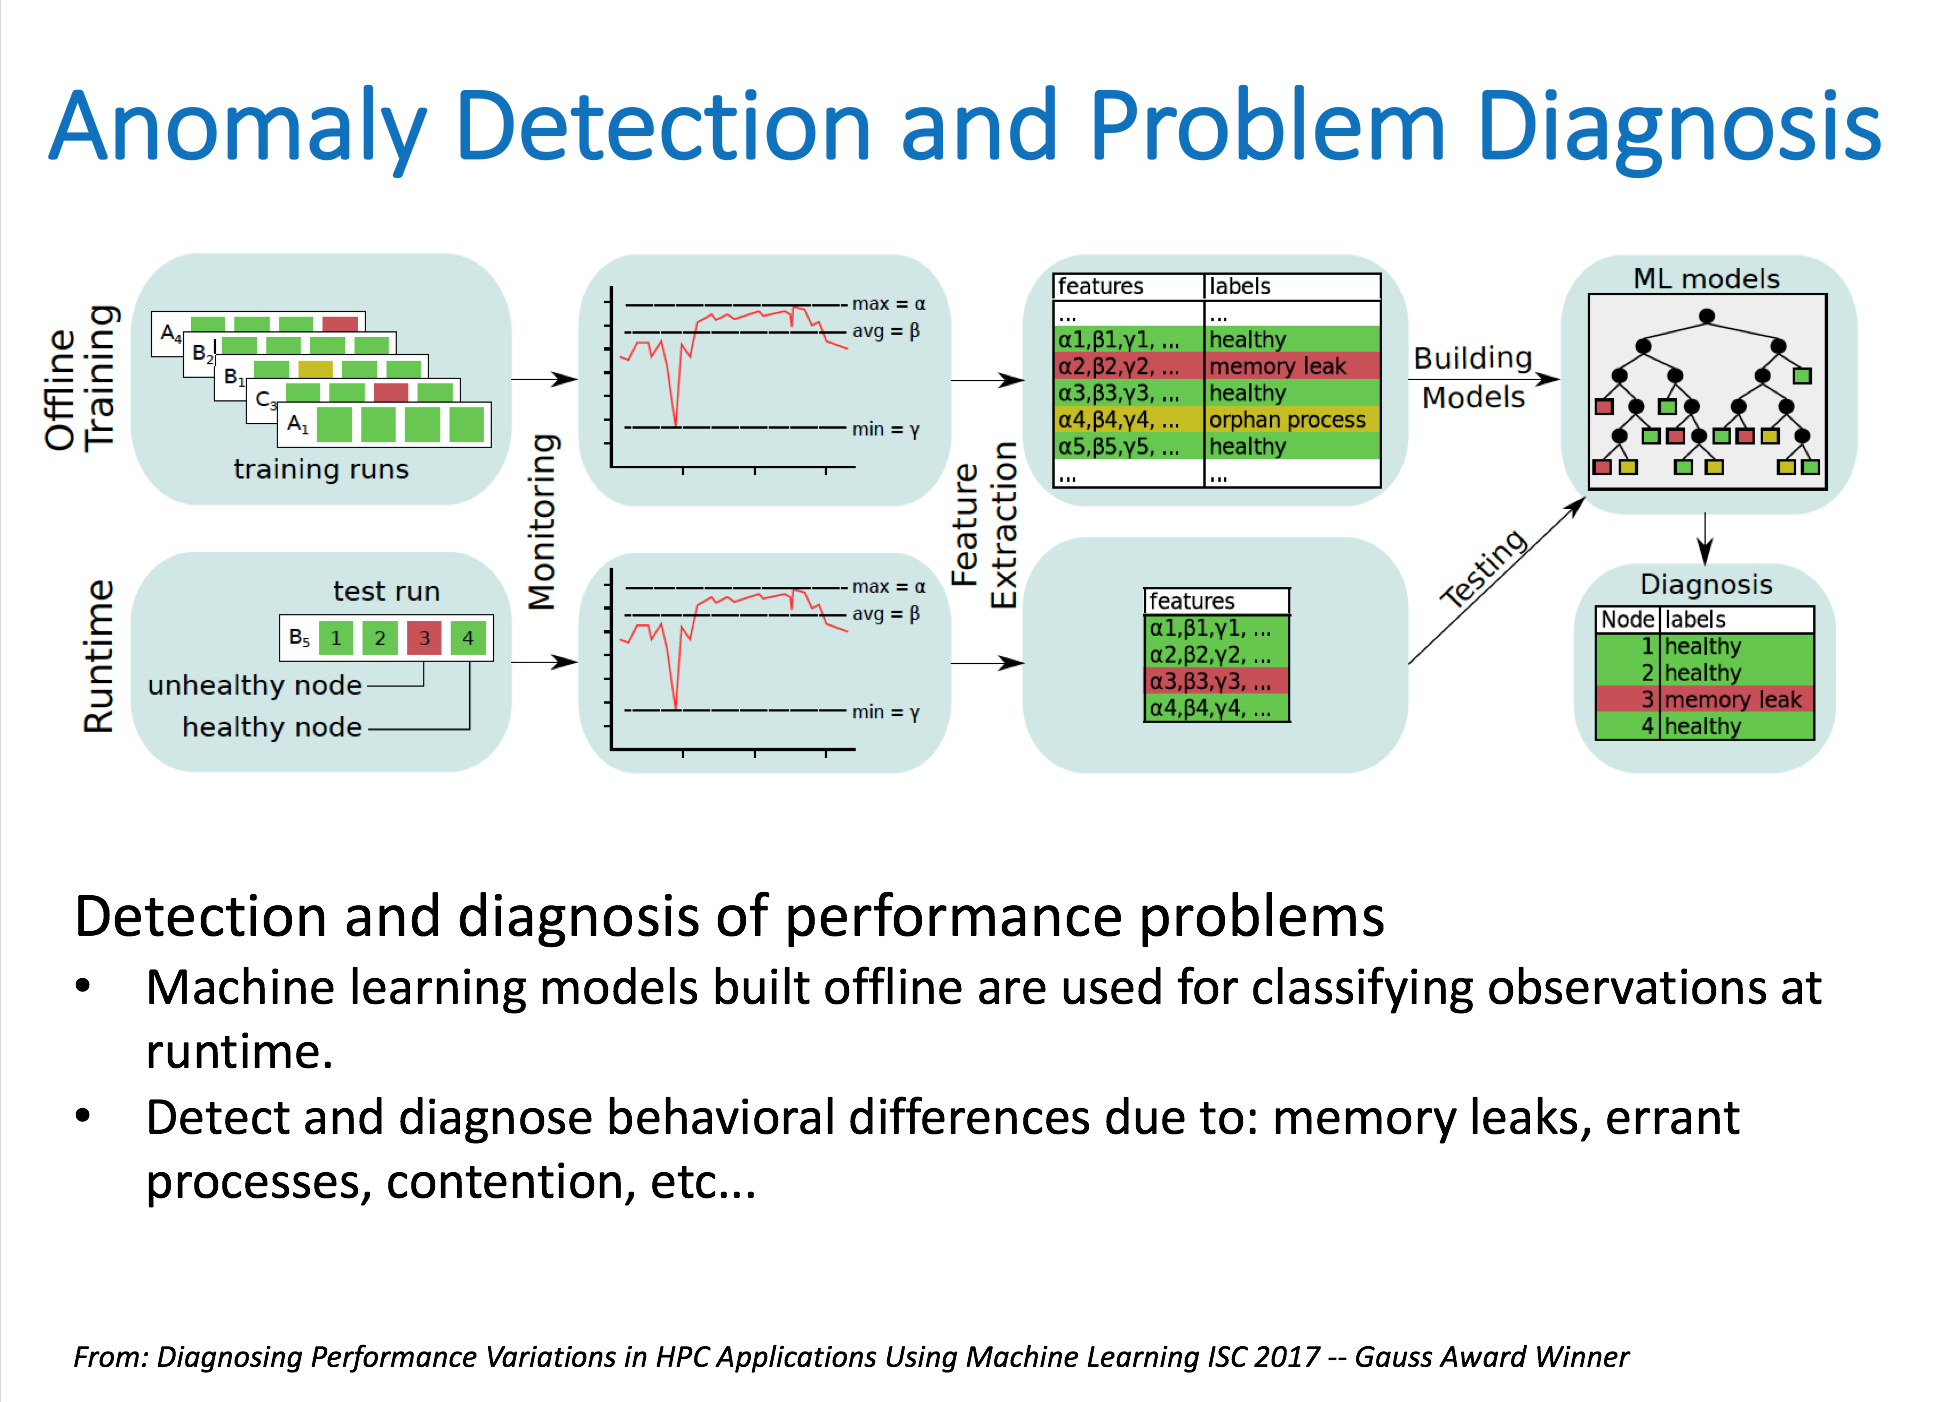 Anomaly Detection and Problem Diagnosis
Offline
Training
A4
B2
B1
C3
A1
training runs
Monitoring
max = α
avg = β
min = γ
Feature
Extraction
features labels
... ...
α1,β1,γ1, ... healthy
α2,β2,γ2, ... memory leak
α3,β3,γ3, ... healthy
α4,β4,γ4, ... orphan process
α5,β5,γ5, ... healthy
... ...
Building
Models
ML models
Runtime
test run
B5 1 2 3 4
unhealthy node
healthy node
max = α
avg = β
min = γ
features
α1,β1,γ1, ...
α2,β2,γ2, ...
α3,β3,γ3, ...
α4,β4,γ4, ...
Testing
Diagnosis
Node labels
1 healthy
2 healthy
3 memory leak
4 healthy
Detection and diagnosis of performance problems
• Machine learning models built offline are used for classifying observations at
runtime.
• Detect and diagnose behavioral differences due to: memory leaks, errant
processes, contention, etc...
From: Diagnosing Performance Variations in HPC Applications Using Machine Learning ISC 2017 -- Gauss Award Winner